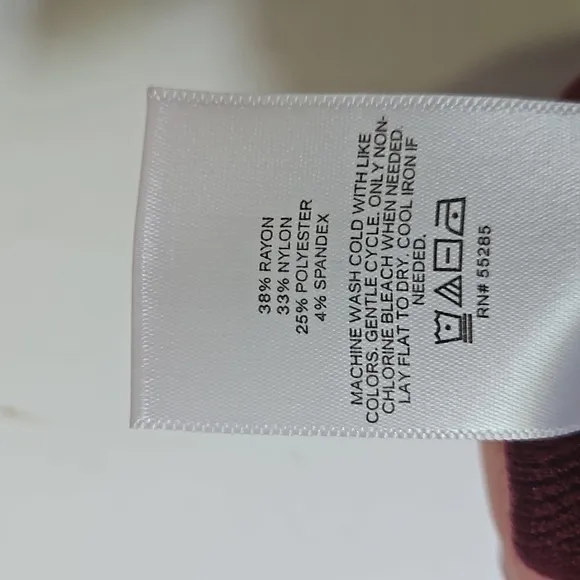 38% RAYON
33% NYLON
25% POLYESTER
4% SPANDEX
MACHINE WASH COLD WITH LIKE
COLORS. GENTLE CYCLE. ONLY NON-
CHLORINE BLEACH WHEN NEEDED.
LAY FLAT TO DRY. COOL IRON IF
NEEDED.
RN# 55285